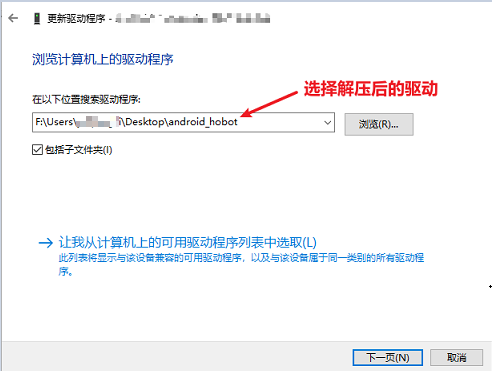 更新驱动程序 -
浏览计算机上的驱动程序
选择解压后的驱动
在以下位置搜索驱动程序:
F:\Users\ \Desktop\android_hobot
浏览(R)...
包括子文件夹(I)
让我从计算机上的可用驱动程序列表中选取(L)
此列表将显示与该设备兼容的可用驱动程序，以及与该设备属于同一类别的所有驱动程
序。
下一页(N)
取消